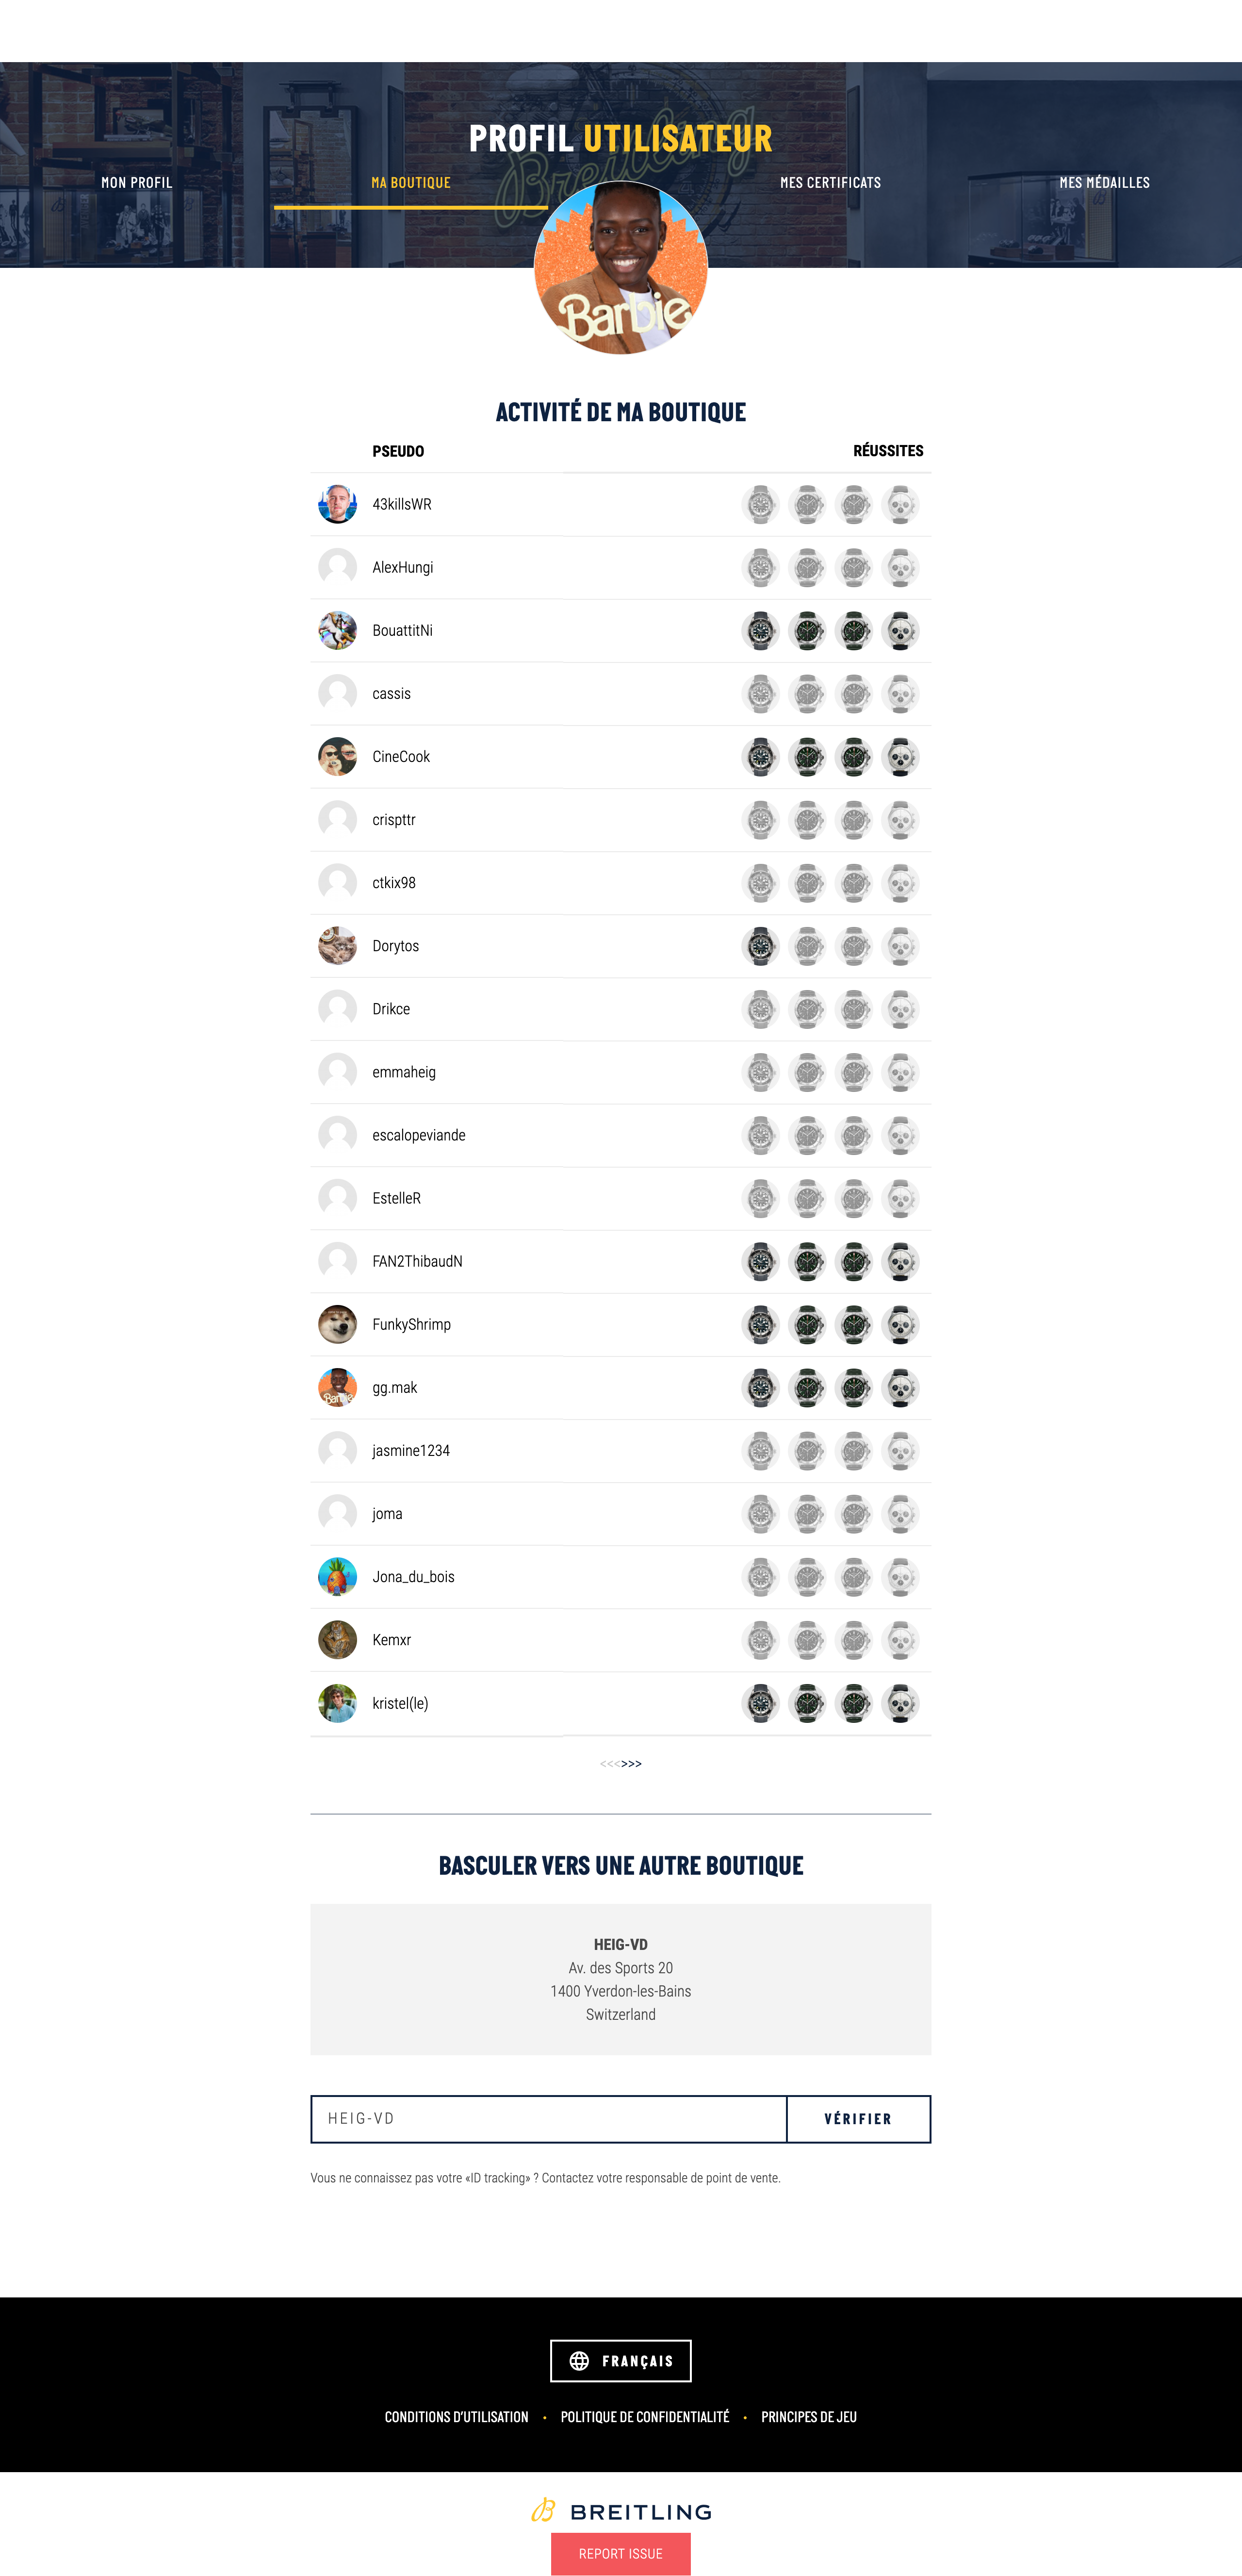 PROFIL UTILISATEUR
MON PROFIL
MA BOUTIQUE
MES CERTIFICATS
MES MÉDAILLES
Breitling
Barbie
ACTIVITÉ DE MA BOUTIQUE
PSEUDO RÉUSSITES
43killsWR
AlexHungi
BouattitNi
cassis
CineCook
crispttr
ctkix98
Dorytos
Drikce
emmaheig
escalopeviande
EstelleR
FAN2ThibaudN
FunkyShrimp
gg.mak
jasmine1234
joma
Jona_du_bois
Kemxr
kristel(le)
<<<>>>
BASCULER VERS UNE AUTRE BOUTIQUE
HEIG-VD
Av. des Sports 20
1400 Yverdon-les-Bains
Switzerland
HEIG-VD VÉRIFIER
Vous ne connaissez pas votre «ID tracking» ? Contactez votre responsable de point de vente.
FRANÇAIS
CONDITIONS D'UTILISATION • POLITIQUE DE CONFIDENTIALITÉ • PRINCIPES DE JEU
B BREITLING
REPORT ISSUE